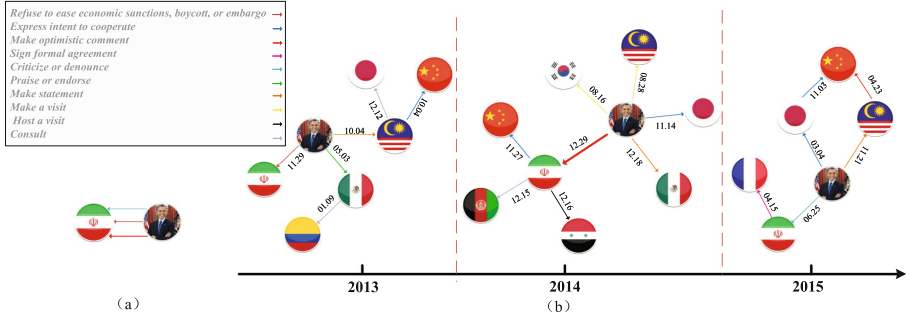 Refuse to ease economic sanctions, boycott, or embargo
Express intent to cooperate
Make optimistic comment
Sign formal agreement
Criticize or denounce
Praise or endorse
Make statement
Make a visit
Host a visit
Consult
12.12
10.04
10.04
11.29
05.03
01.09
08.16
08.28
11.14
12.29
11.27
12.18
12.15
12.16
11.03
04.23
03.04
11.21
04.15
06.25
2013
2014
2015
(a)
(b)